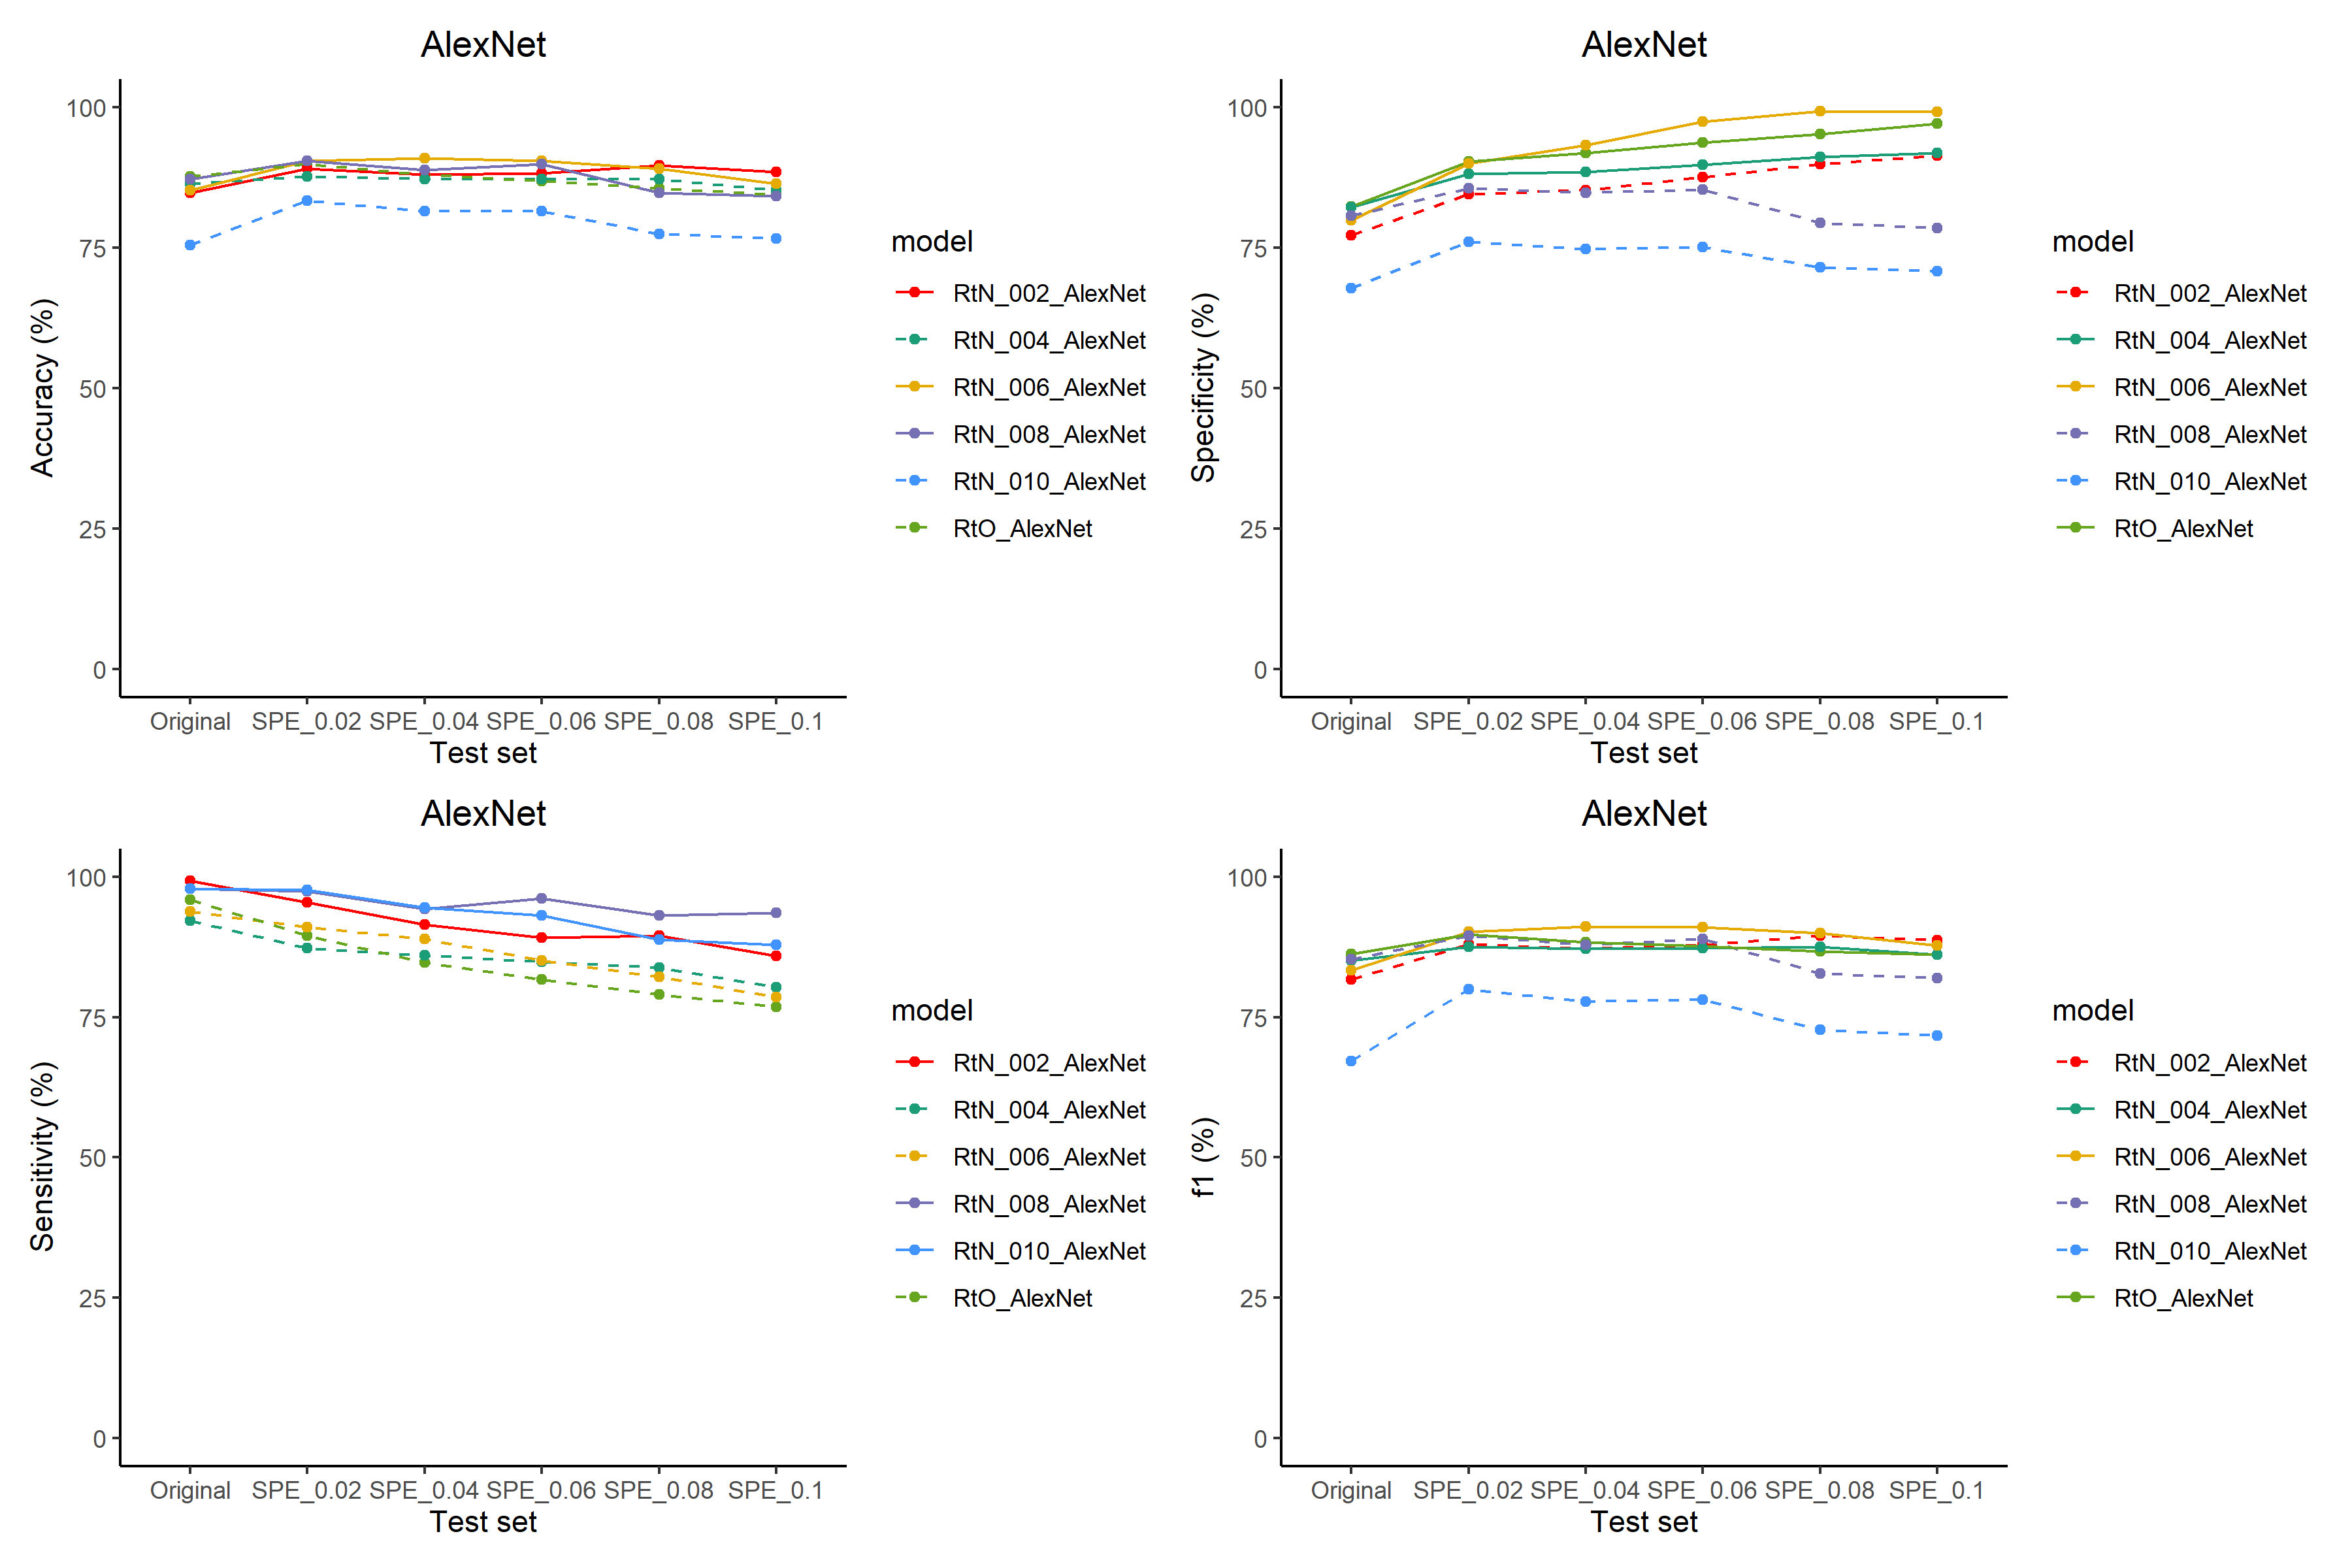 AlexNet
100
75
50
25
0
Accuracy (%)
Original SPE_0.02 SPE_0.04 SPE_0.06 SPE_0.08 SPE_0.1
Test set
model
RtN_002_AlexNet
RtN_004_AlexNet
RtN_006_AlexNet
RtN_008_AlexNet
RtN_010_AlexNet
RtO_AlexNet
AlexNet
100
75
50
25
0
Specificity (%)
Original SPE_0.02 SPE_0.04 SPE_0.06 SPE_0.08 SPE_0.1
Test set
model
RtN_002_AlexNet
RtN_004_AlexNet
RtN_006_AlexNet
RtN_008_AlexNet
RtN_010_AlexNet
RtO_AlexNet
AlexNet
100
75
50
25
0
Sensitivity (%)
Original SPE_0.02 SPE_0.04 SPE_0.06 SPE_0.08 SPE_0.1
Test set
model
RtN_002_AlexNet
RtN_004_AlexNet
RtN_006_AlexNet
RtN_008_AlexNet
RtN_010_AlexNet
RtO_AlexNet
AlexNet
100
75
50
25
0
f1 (%)
Original SPE_0.02 SPE_0.04 SPE_0.06 SPE_0.08 SPE_0.1
Test set
model
RtN_002_AlexNet
RtN_004_AlexNet
RtN_006_AlexNet
RtN_008_AlexNet
RtN_010_AlexNet
RtO_AlexNet